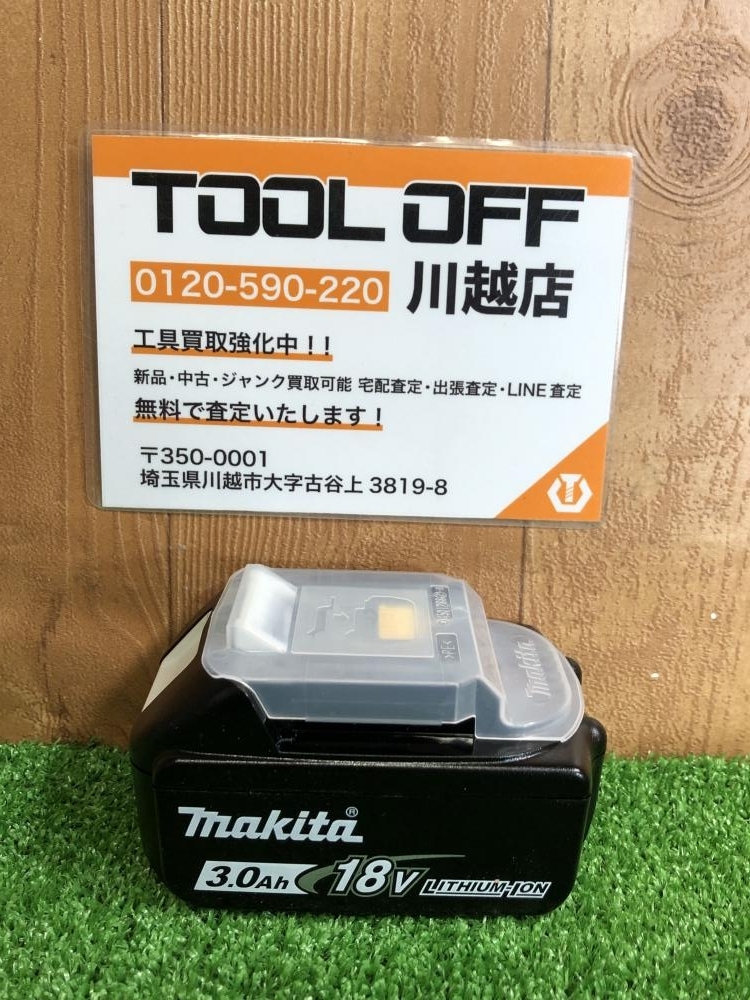 TOOL OFF
0120-590-220 川越店
工具買取強化中！！
新品・中古・ジャンク買取可能 宅配査定・出張査定・LINE査定
無料で査定いたします！
〒350-0001
埼玉県川越市大字古谷上 3819-8
>PE<
makita
makita®
3.0Ah 18V LITHIUM-ION